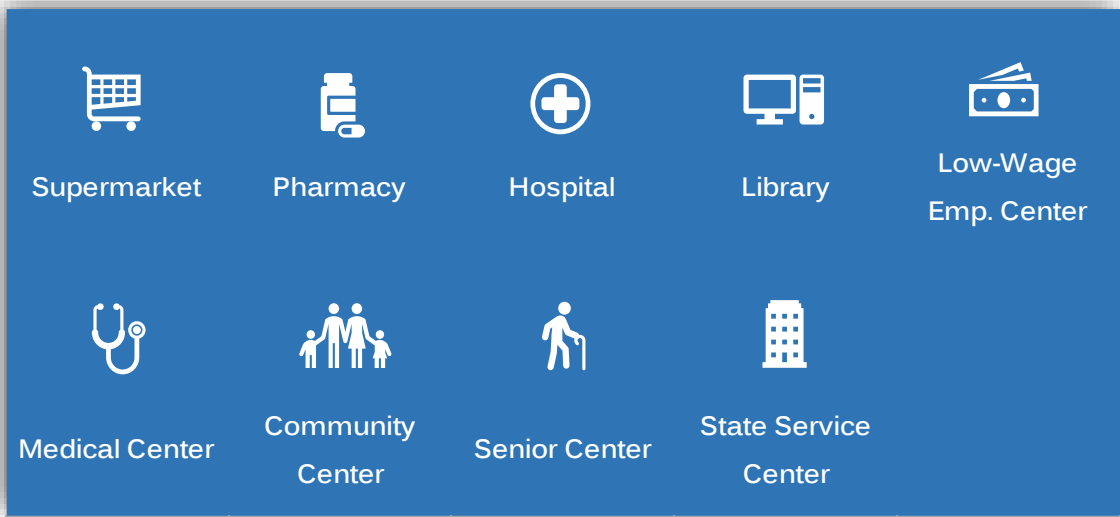 Supermarket
Pharmacy
Hospital
Library
Low-Wage
Emp. Center
Medical Center
Community
Center
Senior Center
State Service
Center